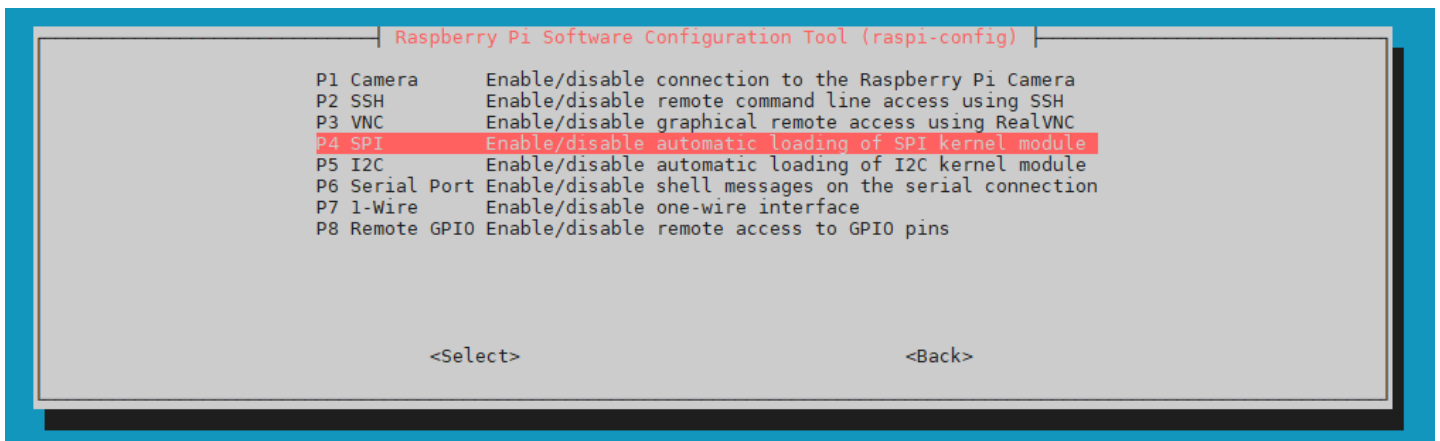 Raspberry Pi Software Configuration Tool (raspi-config)
P1 Camera Enable/disable connection to the Raspberry Pi Camera
P2 SSH Enable/disable remote command line access using SSH
P3 VNC Enable/disable graphical remote access using RealVNC
P4 SPI Enable/disable automatic loading of SPI kernel module
P5 I2C Enable/disable automatic loading of I2C kernel module
P6 Serial Port Enable/disable shell messages on the serial connection
P7 1-Wire Enable/disable one-wire interface
P8 Remote GPIO Enable/disable remote access to GPIO pins
<Select> <Back>